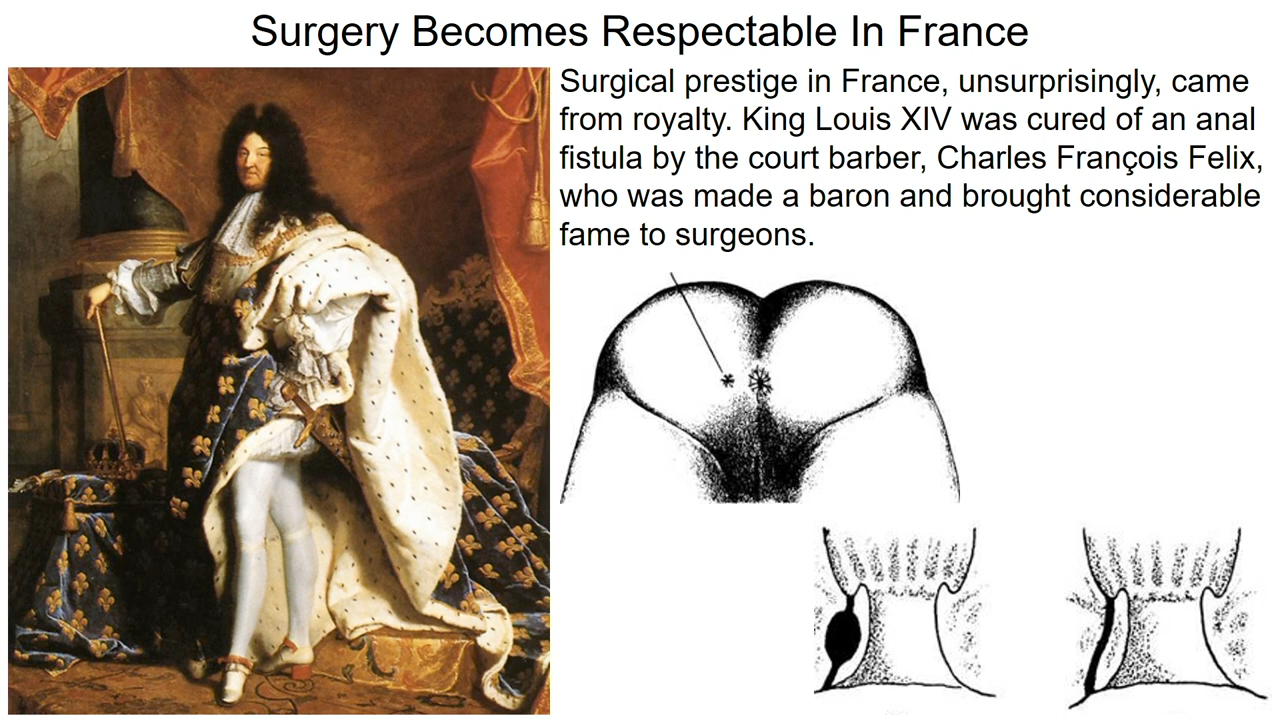 Surgery Becomes Respectable In France
Surgical prestige in France, unsurprisingly, came
from royalty. King Louis XIV was cured of an anal
fistula by the court barber, Charles François Felix,
who was made a baron and brought considerable
fame to surgeons.